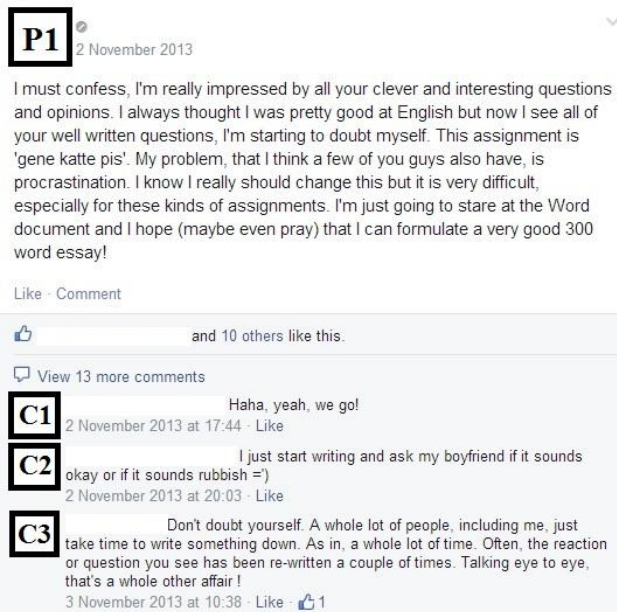 P1
2 November 2013
I must confess, I'm really impressed by all your clever and interesting questions
and opinions. I always thought I was pretty good at English but now I see all of
your well written questions, I'm starting to doubt myself. This assignment is
'gene katte pis'. My problem, that I think a few of you guys also have, is
procrastination. I know I really should change this but it is very difficult,
especially for these kinds of assignments. I'm just going to stare at the Word
document and I hope (maybe even pray) that I can formulate a very good 300
word essay!
Like · Comment
and 10 others like this.
View 13 more comments
C1
Haha, yeah, we go!
2 November 2013 at 17:44 · Like
C2
I just start writing and ask my boyfriend if it sounds
okay or if it sounds rubbish =')
2 November 2013 at 20:03 · Like
C3
Don't doubt yourself. A whole lot of people, including me, just
take time to write something down. As in, a whole lot of time. Often, the reaction
or question you see has been re-written a couple of times. Talking eye to eye,
that's a whole other affair !
3 November 2013 at 10:38 · Like · 1